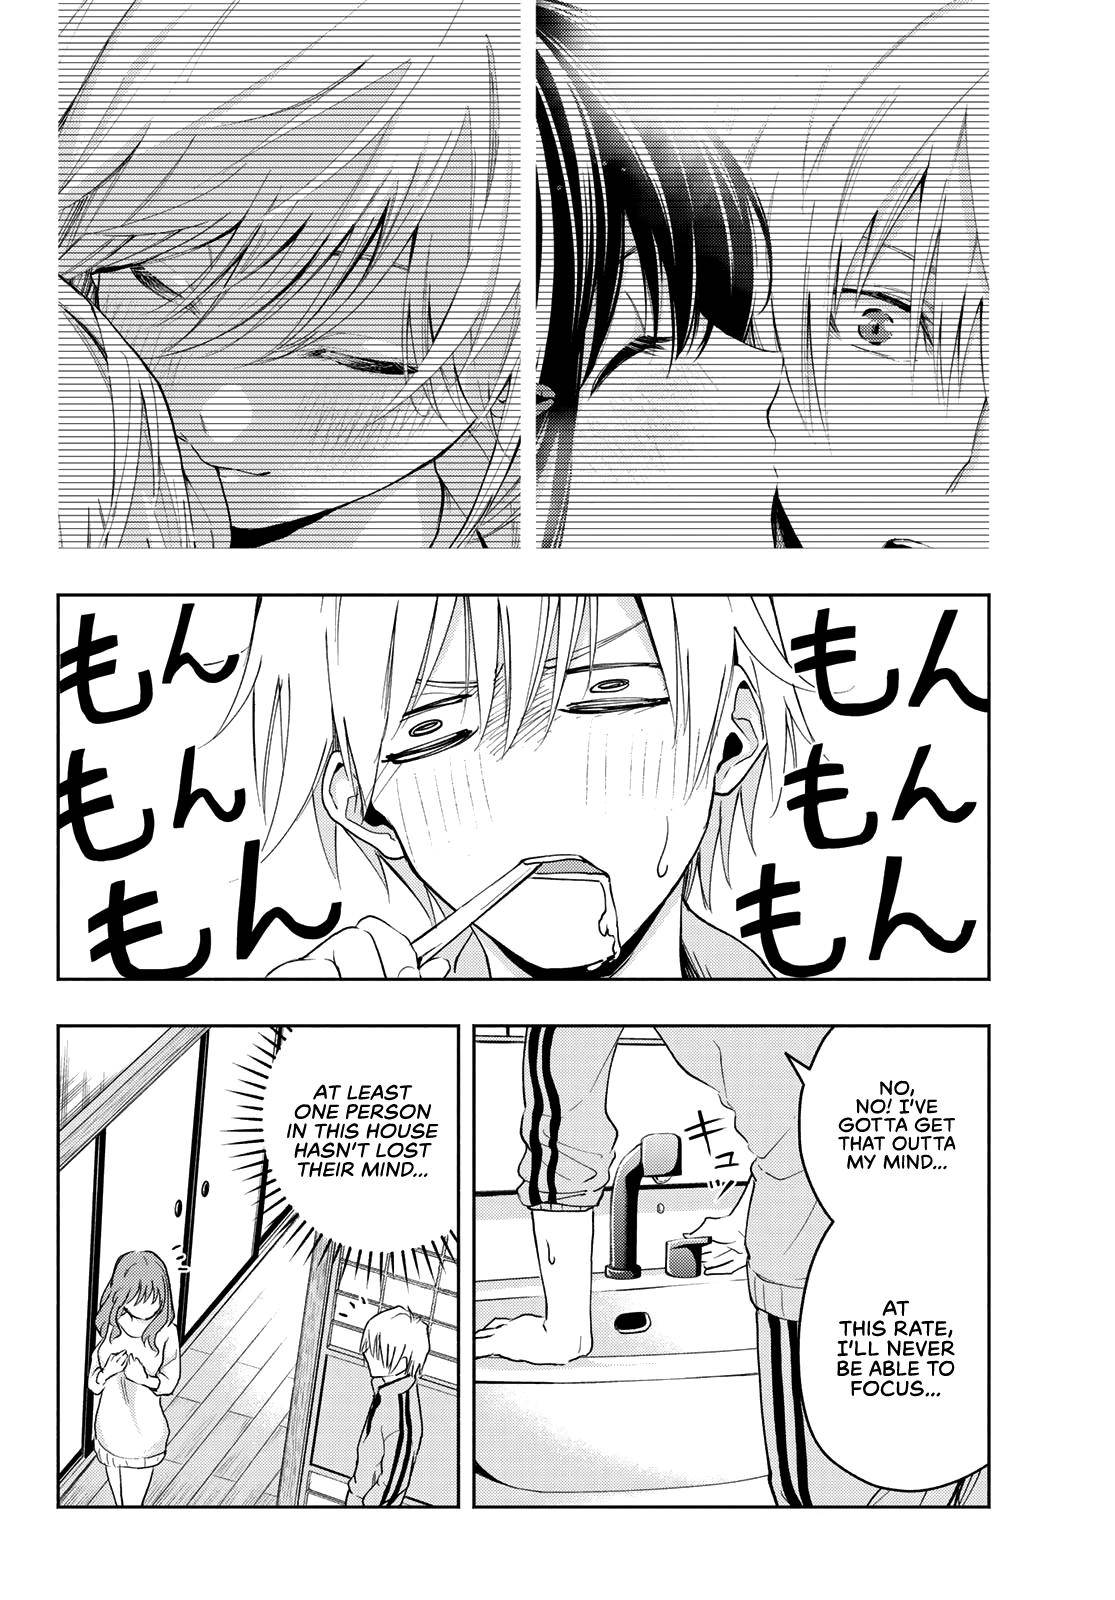 もん
もん
もん
もん
もん
もん
NO,
NO! I'VE
GOTTA GET
THAT OUTTA
MY MIND...
キュ
AT
THIS RATE,
I'LL NEVER
BE ABLE TO
FOCUS...
AT LEAST
ONE PERSON
IN THIS HOUSE
HASN'T LOST
THEIR MIND...